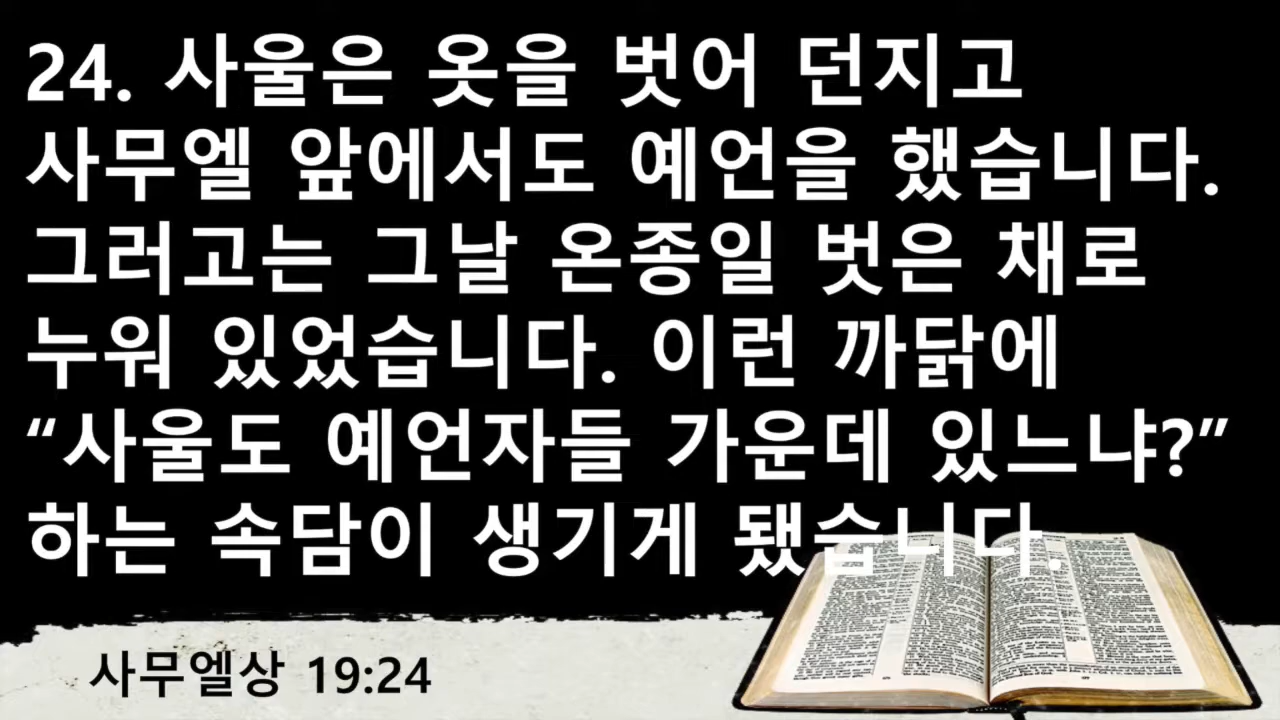 24. 사울은 옷을 벗어 던지고
사무엘 앞에서도 예언을 했습니다.
그러고는 그날 온종일 벗은 채로
누워 있었습니다. 이런 까닭에
“사울도 예언자들 가운데 있느냐?”
하는 속담이 생기게 됐습니다.
사무엘상 19:24